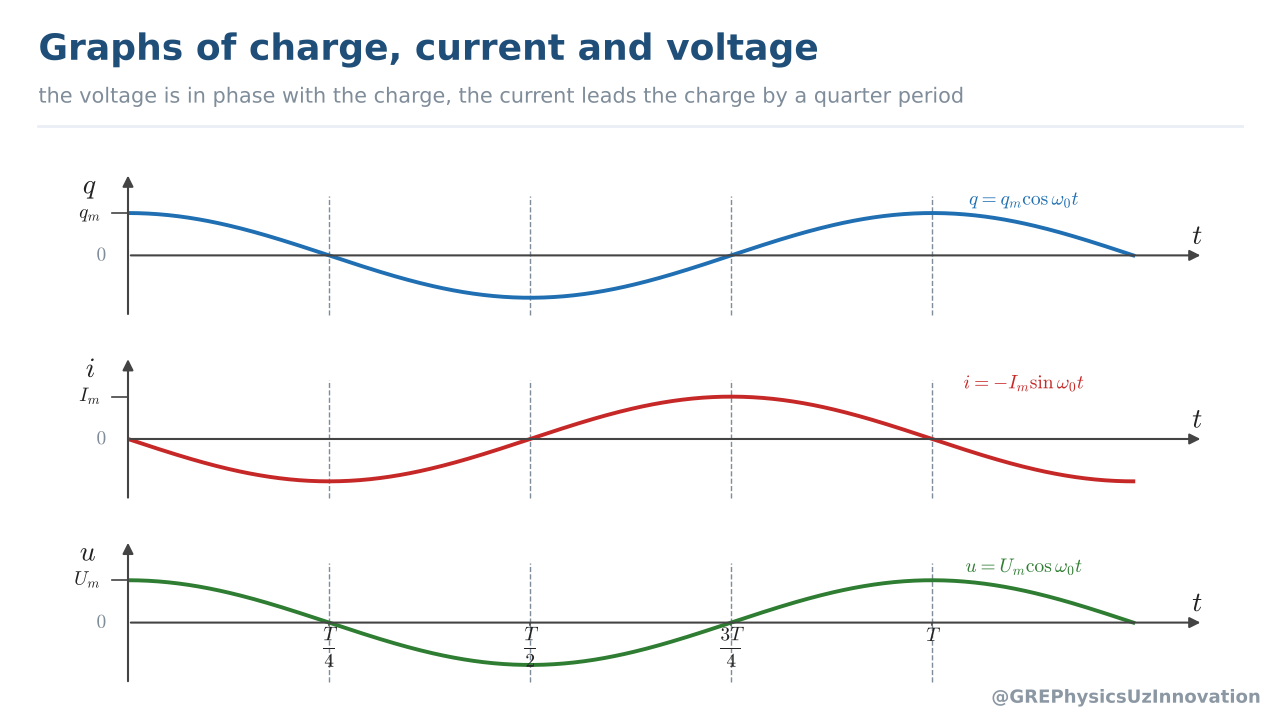 Graphs of charge, current and voltage
the voltage is in phase with the charge, the current leads the charge by a quarter period
q
q_m
0
q = q_m cos ω_0 t
t
i
I_m
0
i = −I_m sin ω_0 t
t
u
U_m
0
u = U_m cos ω_0 t
t
T/4
T/2
3T/4
T
@GREPhysicsUzInnovation